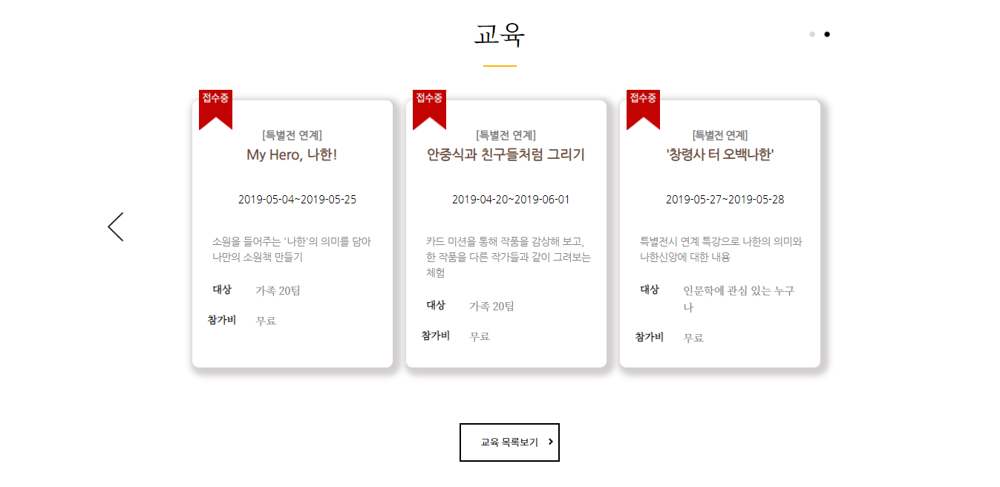 교육
접수중
[특별전 연계]
My Hero, 나한!
2019-05-04~2019-05-25
소원을 들어주는 '나한'의 의미를 담아
나만의 소원책 만들기
대상 가족 20팀
참가비 무료
접수중
[특별전 연계]
안중식과 친구들처럼 그리기
2019-04-20~2019-06-01
카드 미션을 통해 작품을 감상해 보고,
한 작품을 다른 작가들과 같이 그려보는
체험
대상 가족 20팀
참가비 무료
접수중
[특별전 연계]
'창령사 터 오백나한'
2019-05-27~2019-05-28
특별전시 연계 특강으로 나한의 의미와
나한신앙에 대한 내용
대상 인문학에 관심 있는 누구
나
참가비 무료
교육 목록보기